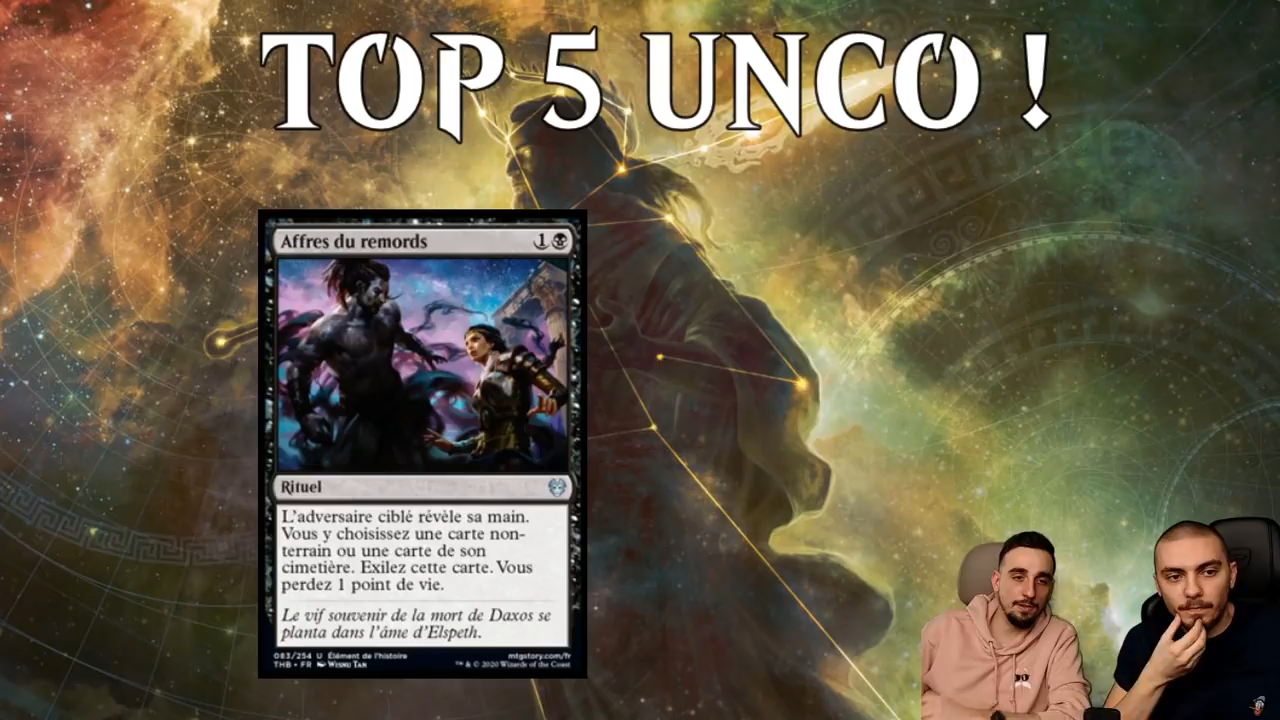 TOP 5 UNCO !
Affres du remords 1
Rituel
L'adversaire ciblé révèle sa main.
Vous y choisissez une carte non-
terrain ou une carte de son
cimetière. Exilez cette carte. Vous
perdez 1 point de vie.
Le vif souvenir de la mort de Daxos se
planta dans l'âme d'Elspeth.
083/254 U Élément de l'histoire mtgstory.com/fr
THB • FR Wisnu Tan ™ & © 2020 Wizards of the Coast